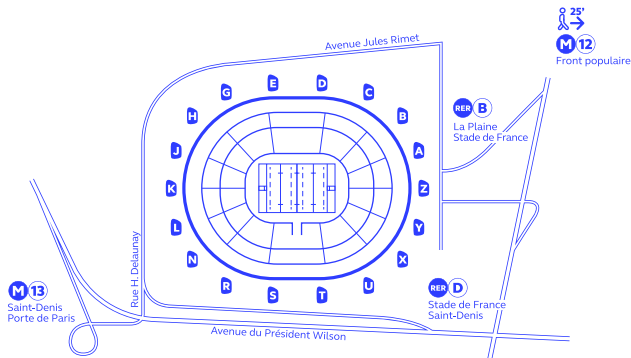 25'
M 12
Front populaire
Avenue Jules Rimet
E
D
G
C
H
B
RER B
La Plaine
Stade de France
J
A
K
Z
L
Y
N
X
R
U
S
T
Rue H. Delaunay
M 13
Saint-Denis
Porte de Paris
RER D
Stade de France
Saint-Denis
Avenue du Président Wilson